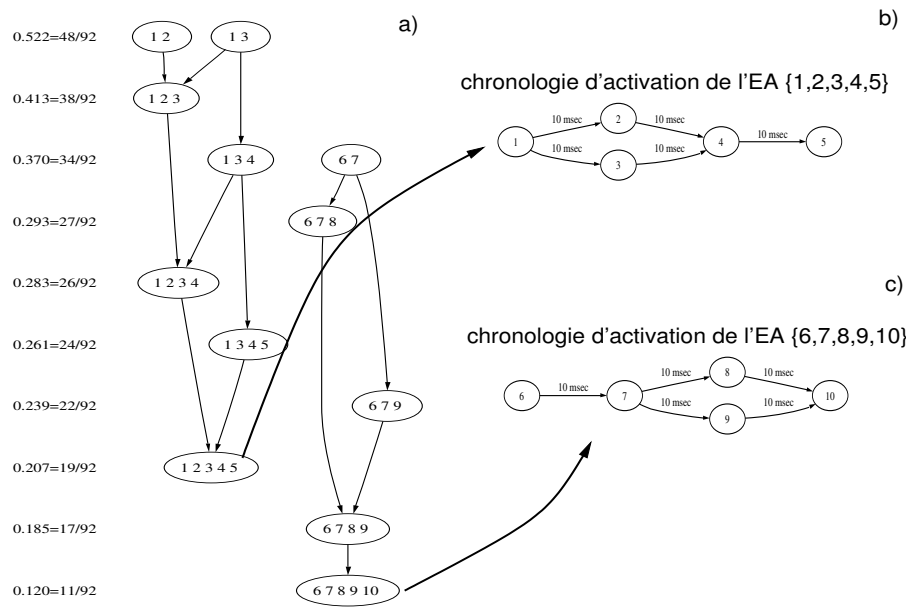 a)
0.522=48/92 1 2 1 3
0.413=38/92 1 2 3
0.370=34/92 1 3 4 6 7
0.293=27/92 6 7 8
0.283=26/92 1 2 3 4
0.261=24/92 1 3 4 5
0.239=22/92 6 7 9
0.207=19/92 1 2 3 4 5
0.185=17/92 6 7 8 9
0.120=11/92 6 7 8 9 10
b)
chronologie d'activation de l'EA {1,2,3,4,5}
10 msec 2 10 msec
1 4 10 msec 5
10 msec 3 10 msec
c)
chronologie d'activation de l'EA {6,7,8,9,10}
10 msec 8 10 msec
6 10 msec 7 10
10 msec 9 10 msec